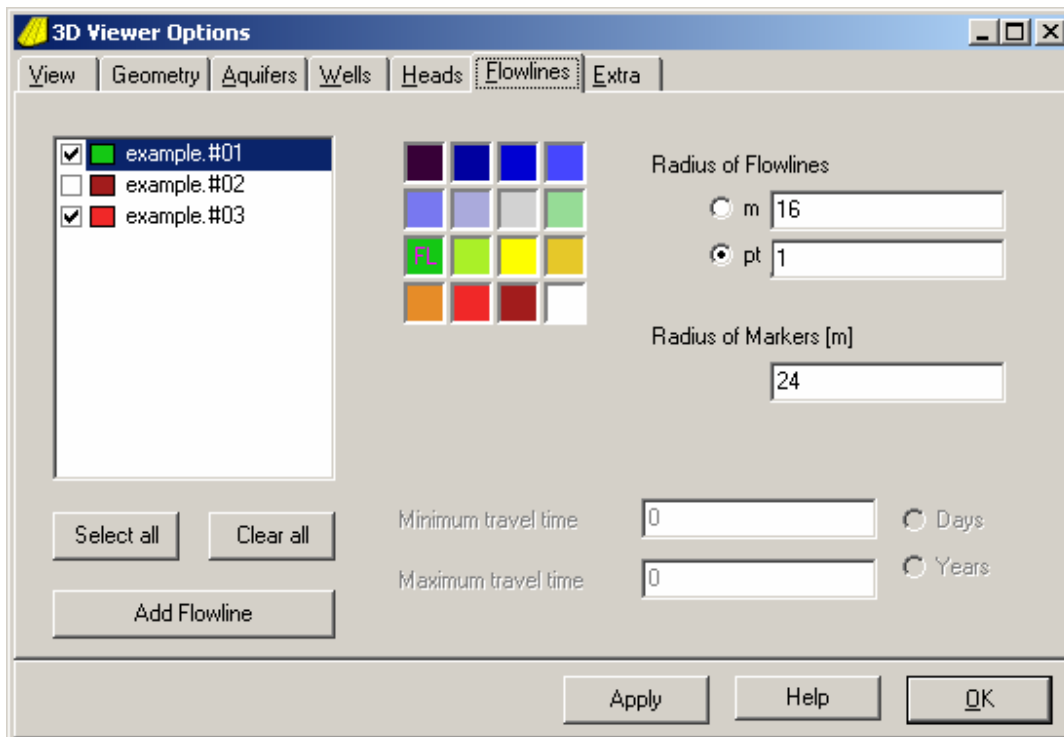 3D Viewer Options
View Geometry Aquifers Wells Heads Flowlines Extra
example.#01
example.#02
example.#03
FL
Radius of Flowlines
m 16
pt 1
Radius of Markers [m]
24
Select all Clear all
Add Flowline
Minimum travel time 0 Days
Maximum travel time 0 Years
Apply Help OK